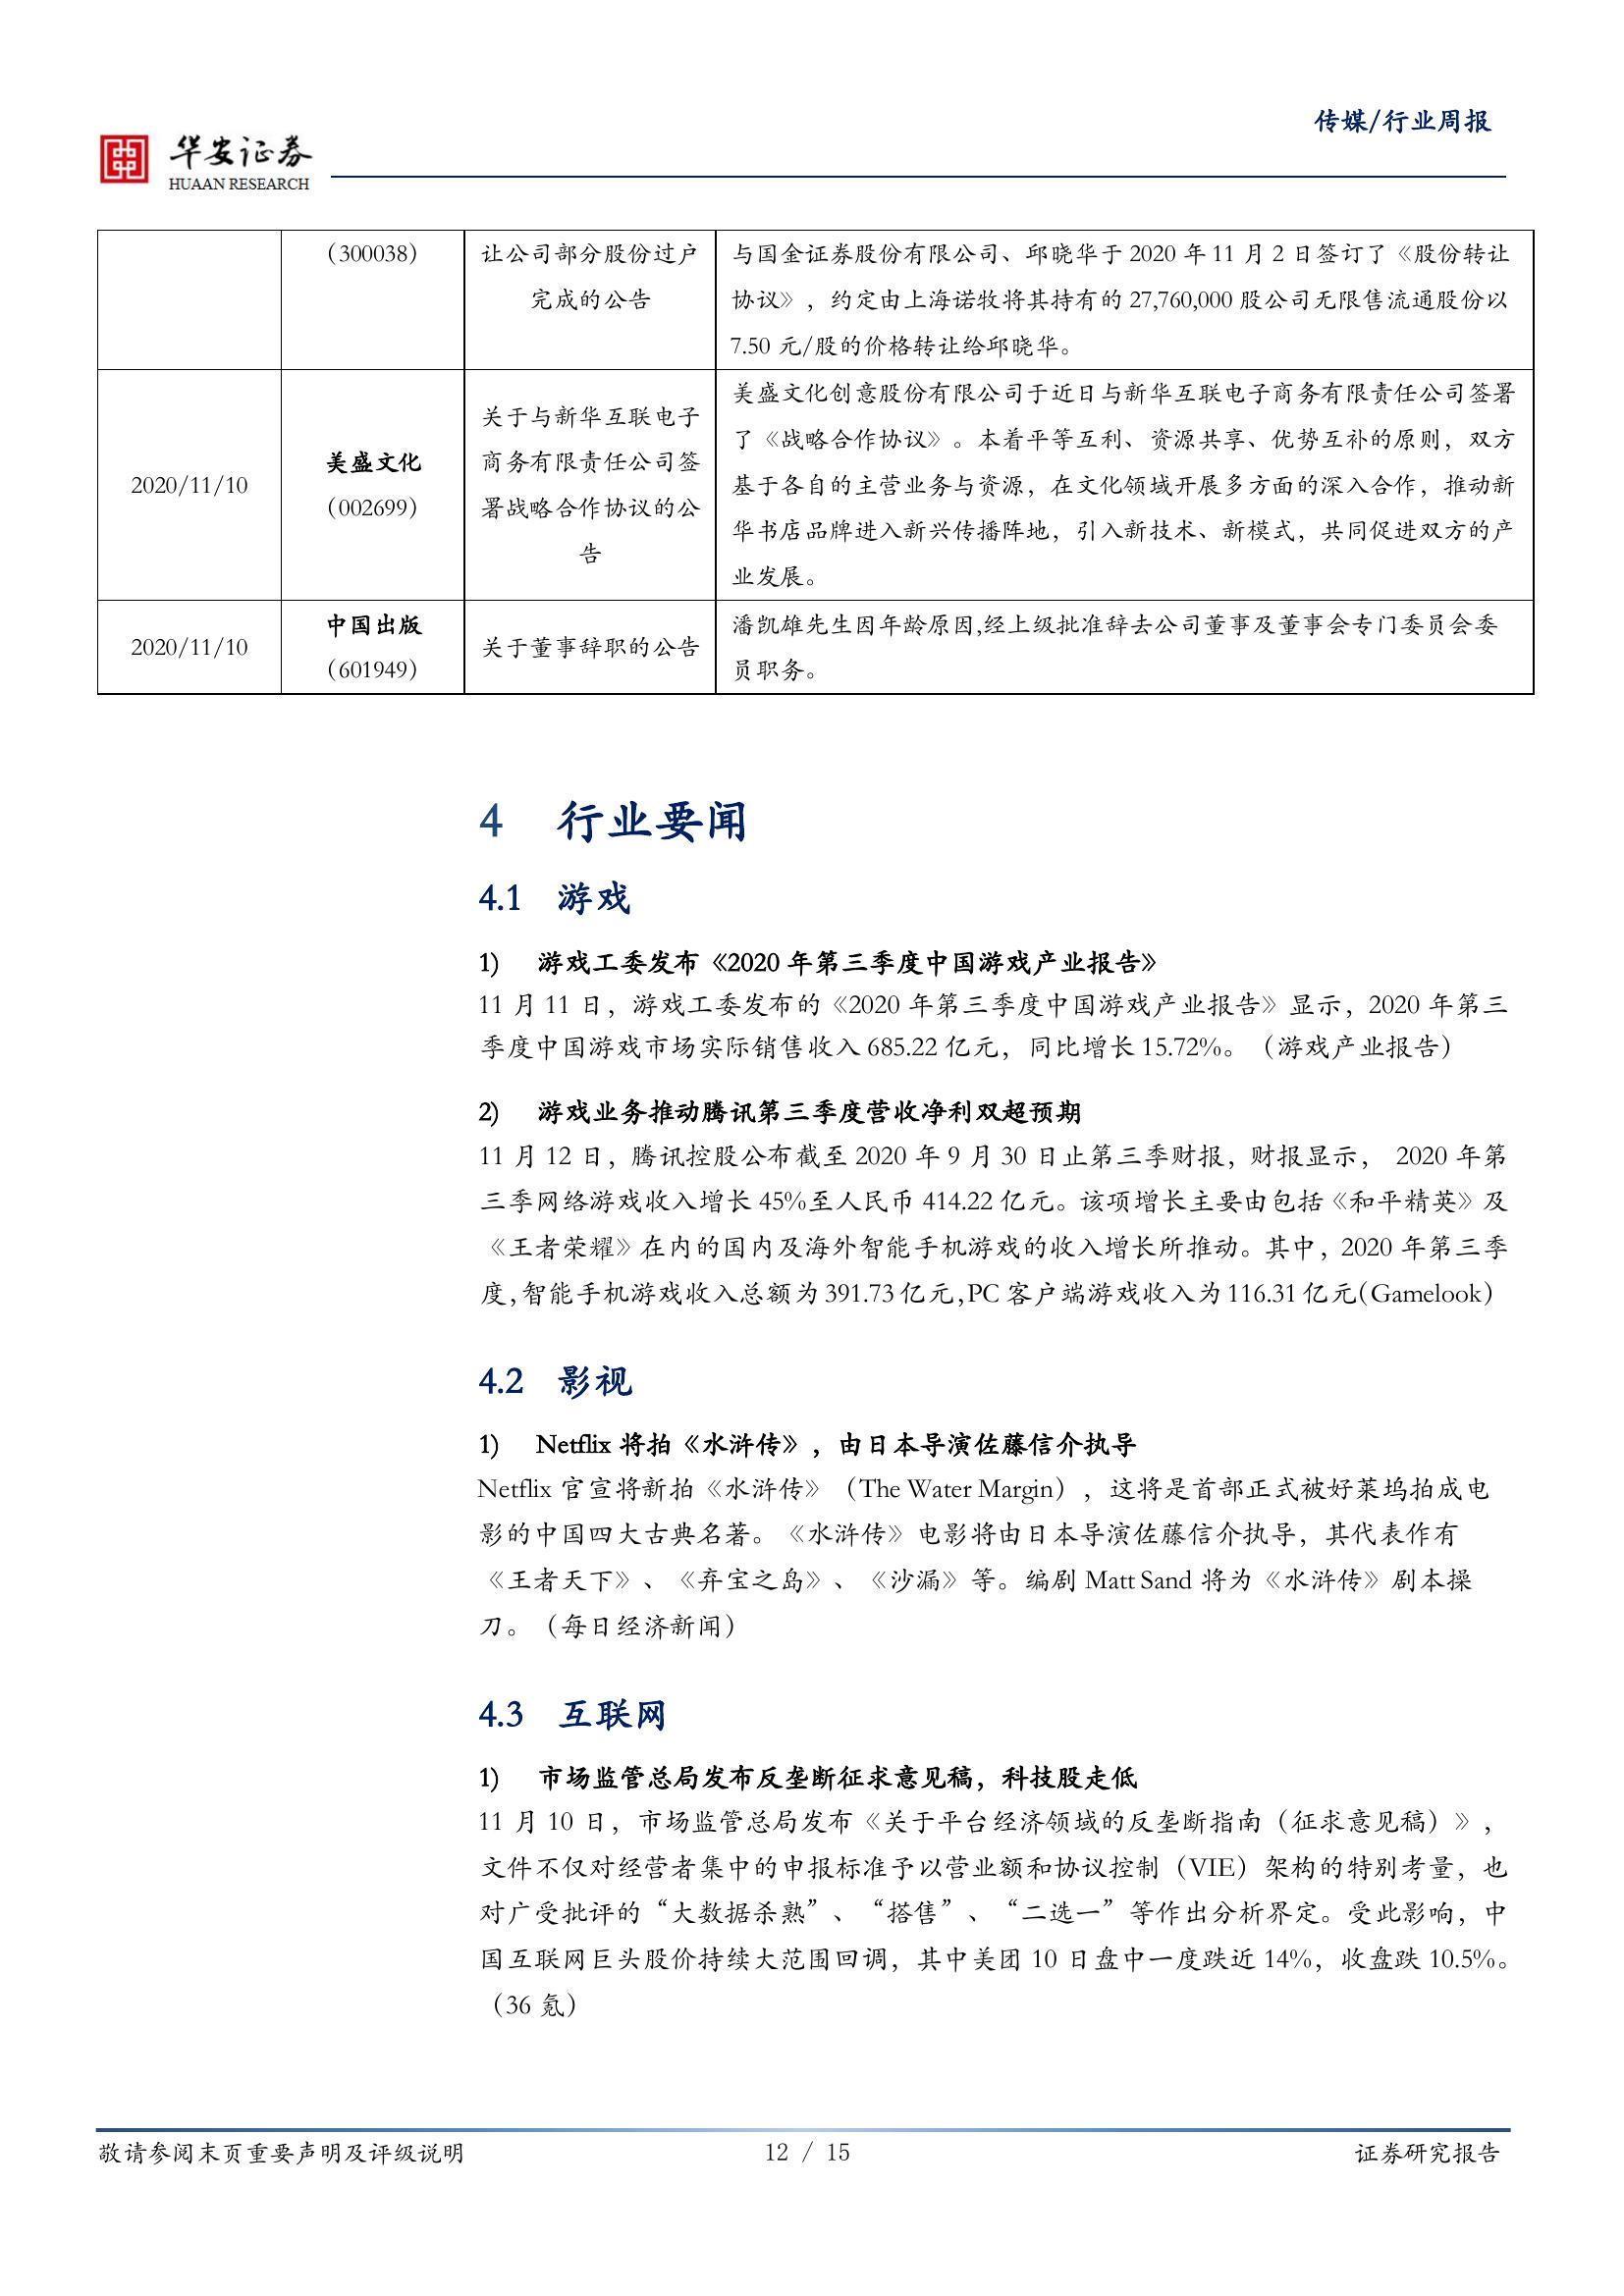 传媒/行业周报
华安证券
HUAAN RESEARCH
（300038）
让公司部分股份过户
完成的公告
与国金证券股份有限公司、邱晓华于 2020 年 11 月 2 日签订了《股份转让
协议》，约定由上海诺牧将其持有的 27,760,000 股公司无限售流通股份以
7.50 元/股的价格转让给邱晓华。
2020/11/10
美盛文化
（002699）
关于与新华互联电子
商务有限责任公司签
署战略合作协议的公
告
美盛文化创意股份有限公司于近日与新华互联电子商务有限责任公司签署
了《战略合作协议》。本着平等互利、资源共享、优势互补的原则，双方
基于各自的主营业务与资源，在文化领域开展多方面的深入合作，推动新
华书店品牌进入新兴传播阵地，引入新技术、新模式，共同促进双方的产
业发展。
2020/11/10
中国出版
（601949）
关于董事辞职的公告
潘凯雄先生因年龄原因,经上级批准辞去公司董事及董事会专门委员会委
员职务。
4 行业要闻
4.1 游戏
1) 游戏工委发布《2020 年第三季度中国游戏产业报告》
11 月 11 日，游戏工委发布的《2020 年第三季度中国游戏产业报告》显示，2020 年第三
季度中国游戏市场实际销售收入 685.22 亿元，同比增长 15.72%。（游戏产业报告）
2) 游戏业务推动腾讯第三季度营收净利双超预期
11 月 12 日，腾讯控股公布截至 2020 年 9 月 30 日止第三季财报，财报显示， 2020 年第
三季网络游戏收入增长 45%至人民币 414.22 亿元。该项增长主要由包括《和平精英》及
《王者荣耀》在内的国内及海外智能手机游戏的收入增长所推动。其中，2020 年第三季
度，智能手机游戏收入总额为 391.73 亿元，PC 客户端游戏收入为 116.31 亿元（Gamelook）
4.2 影视
1) Netflix 将拍《水浒传》，由日本导演佐藤信介执导
Netflix 官宣将新拍《水浒传》（The Water Margin），这将是首部正式被好莱坞拍成电
影的中国四大古典名著。《水浒传》电影将由日本导演佐藤信介执导，其代表作有
《王者天下》、《弃宝之岛》、《沙漏》等。编剧 Matt Sand 将为《水浒传》剧本操
刀。（每日经济新闻）
4.3 互联网
1) 市场监管总局发布反垄断征求意见稿，科技股走低
11 月 10 日，市场监管总局发布《关于平台经济领域的反垄断指南（征求意见稿）》，
文件不仅对经营者集中的申报标准予以营业额和协议控制（VIE）架构的特别考量，也
对广受批评的“大数据杀熟”、“搭售”、“二选一”等作出分析界定。受此影响，中
国互联网巨头股价持续大范围回调，其中美团 10 日盘中一度跌近 14%，收盘跌 10.5%。
（36 氪）
敬请参阅末页重要声明及评级说明
12 / 15
证券研究报告